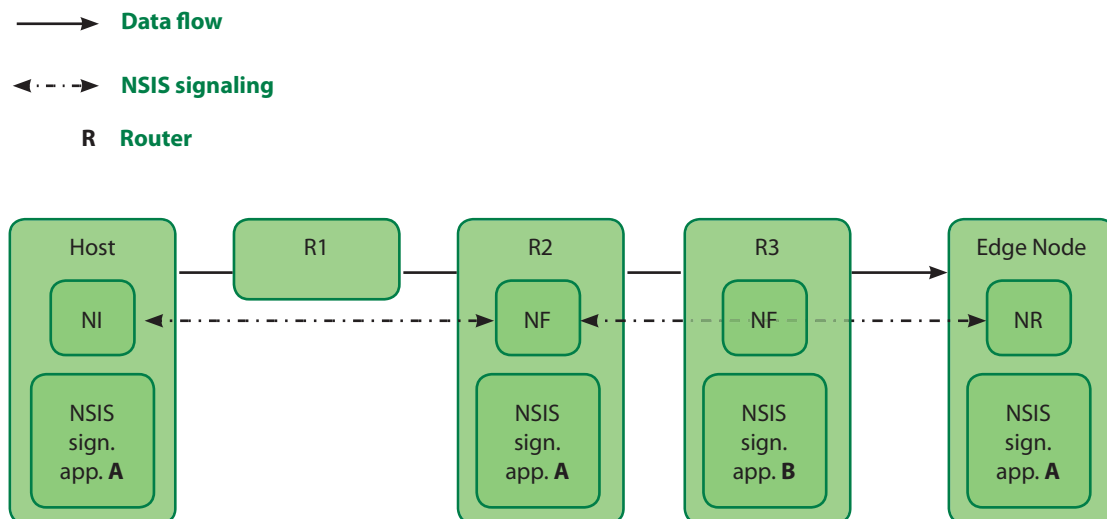 Data flow
NSIS signaling
R Router
Host
R1
R2
R3
Edge Node
NI
NF
NF
NR
NSIS
sign.
app. A
NSIS
sign.
app. A
NSIS
sign.
app. B
NSIS
sign.
app. A